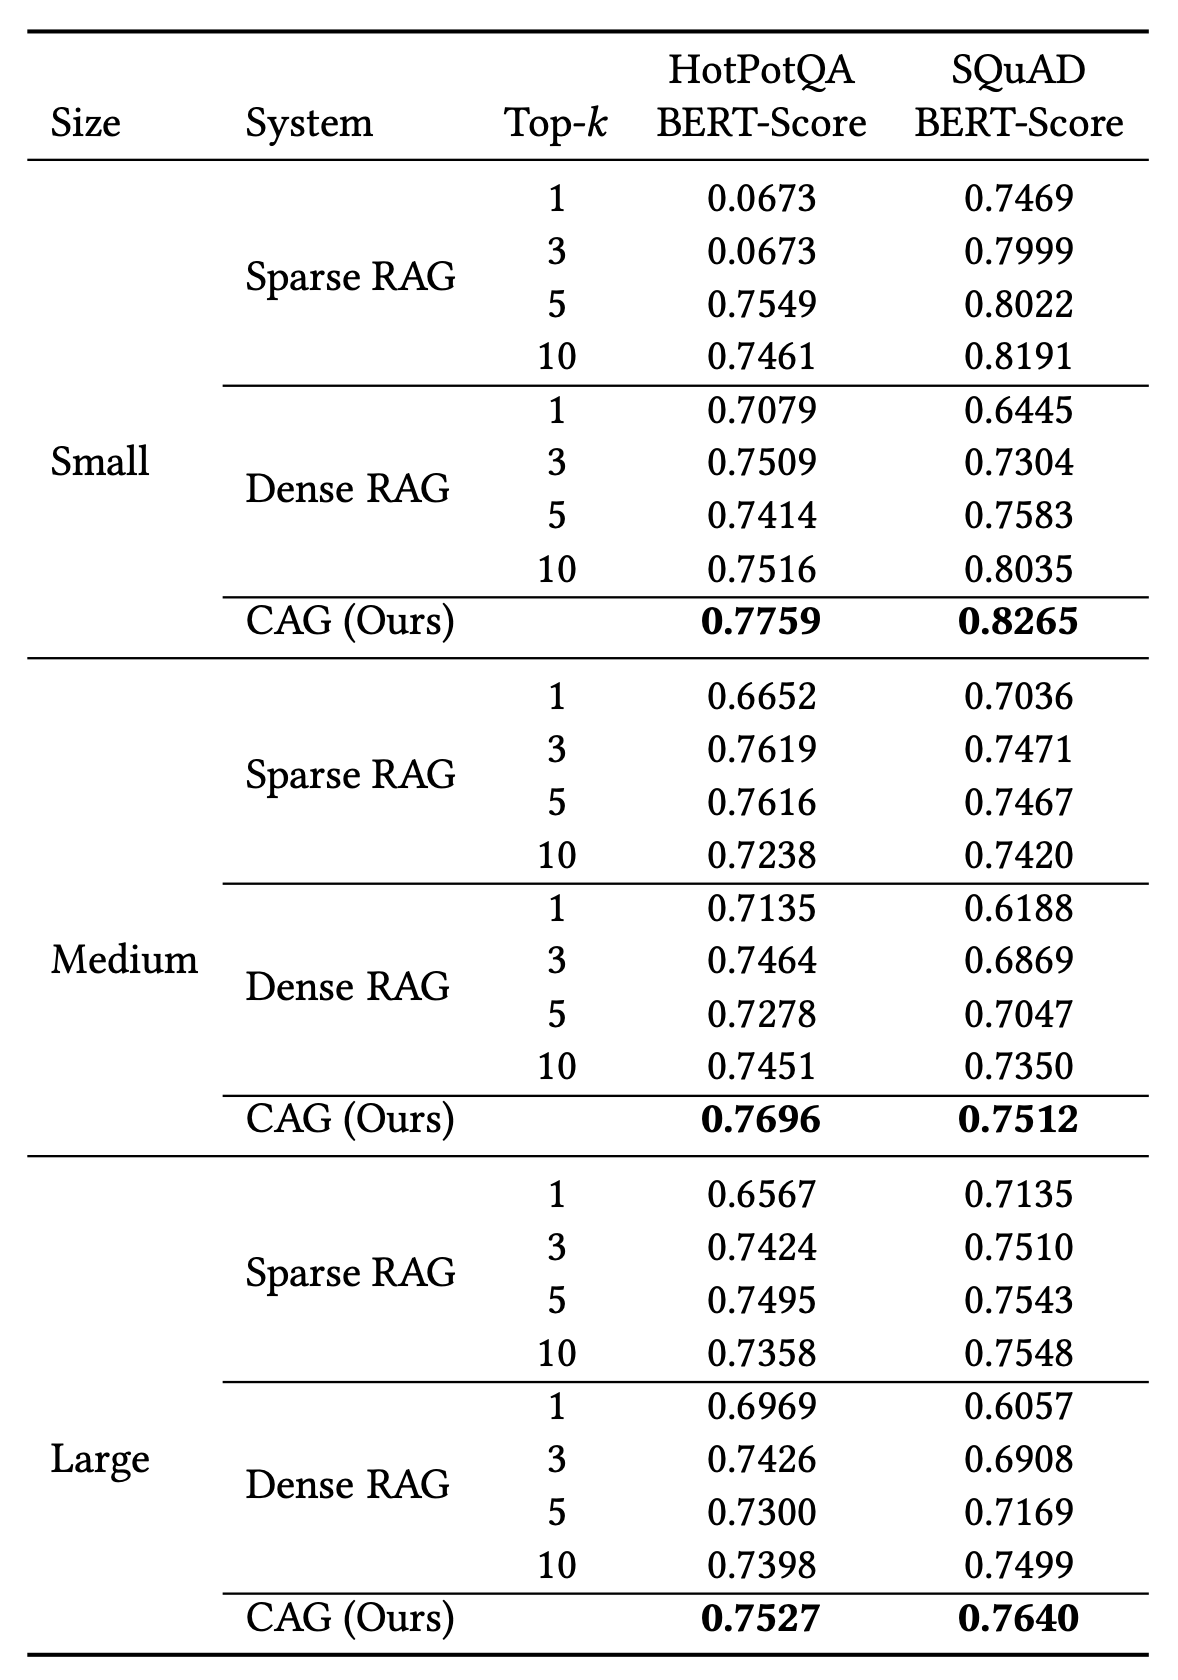 HotPotQA SQuAD
Size System Top-k BERT-Score BERT-Score
1 0.0673 0.7469
3 0.0673 0.7999
Sparse RAG
5 0.7549 0.8022
10 0.7461 0.8191
1 0.7079 0.6445
Small
3 0.7509 0.7304
Dense RAG
5 0.7414 0.7583
10 0.7516 0.8035
CAG (Ours) 0.7759 0.8265
1 0.6652 0.7036
3 0.7619 0.7471
Sparse RAG
5 0.7616 0.7467
10 0.7238 0.7420
1 0.7135 0.6188
Medium
3 0.7464 0.6869
Dense RAG
5 0.7278 0.7047
10 0.7451 0.7350
CAG (Ours) 0.7696 0.7512
1 0.6567 0.7135
3 0.7424 0.7510
Sparse RAG
5 0.7495 0.7543
10 0.7358 0.7548
1 0.6969 0.6057
Large
3 0.7426 0.6908
Dense RAG
5 0.7300 0.7169
10 0.7398 0.7499
CAG (Ours) 0.7527 0.7640